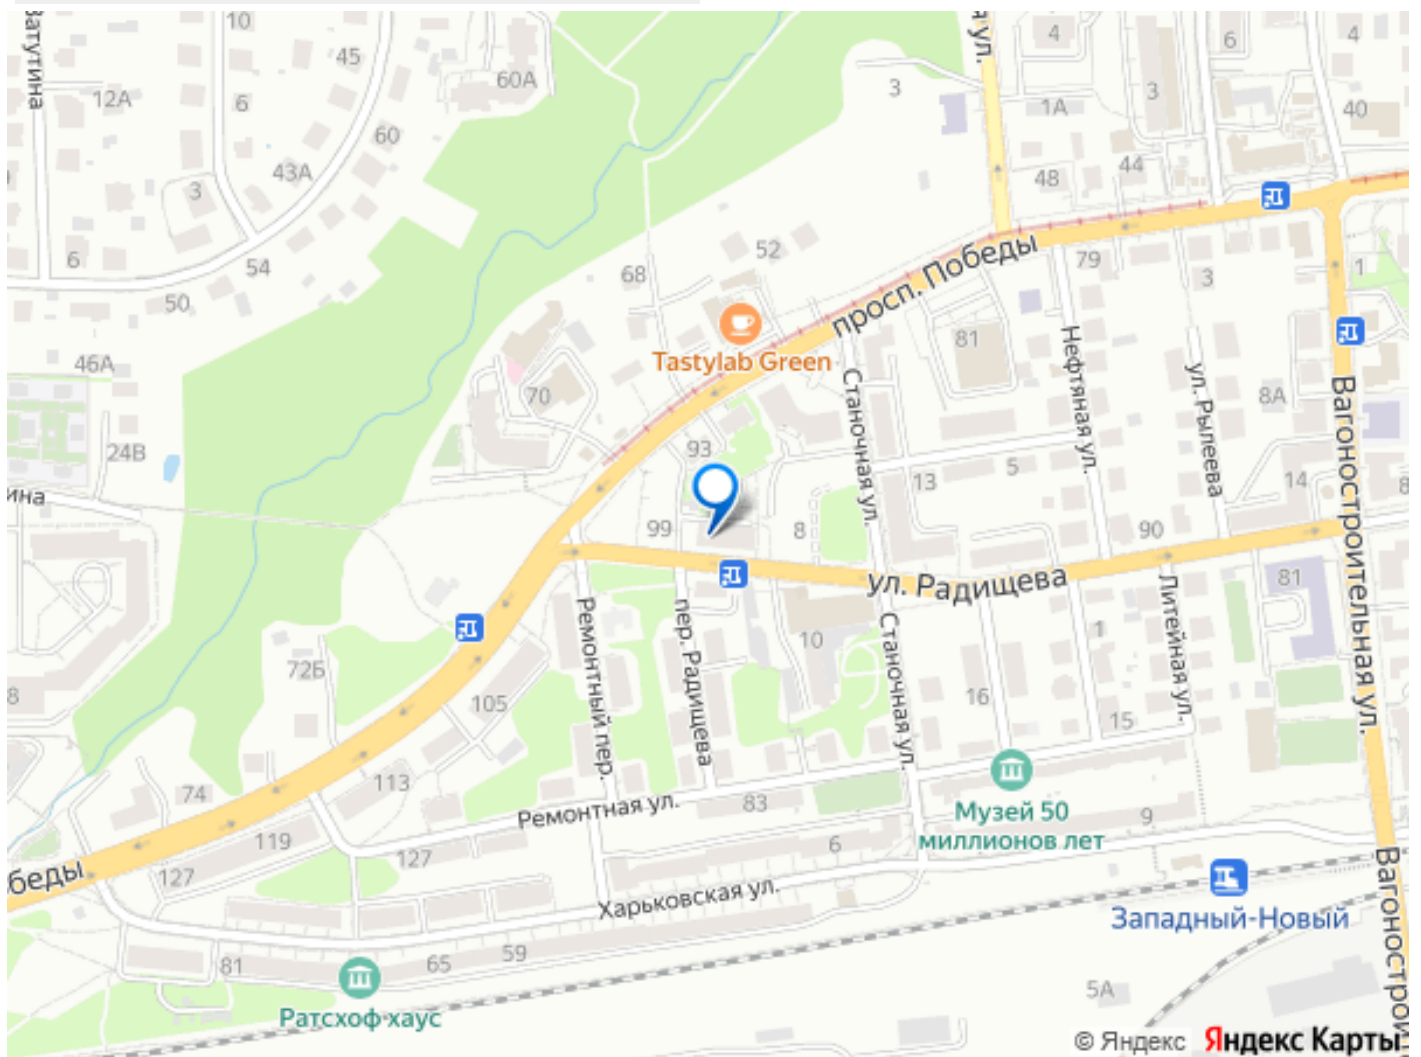 Ватутина
10
45
12А
6
60А
60
43А
3
6
54
50
46А
24В
ина
3
а ул.
4
6
4
1А
3
40
48
44
52
68
79
3
1
просп. Победы
Tastylab Green
81
Нефтяная ул.
ул. Рылеева
8А
Вагоностроительная ул.
70
93
Станочная ул.
13
5
14
8
99
8
90
ул. Радищева
81
Ремонтный пер.
пер. Радищева
10
Станочная ул.
1
Литейная ул.
8
72Б
105
16
15
113
74
Ремонтная ул.
83
Музей 50
миллионов лет
9
119
127
6
127
беды
Харьковская ул.
Западный-Новый
Вагонострои
59
65
81
Ратсхоф хаус
5А
© Яндекс Яндекс Карты